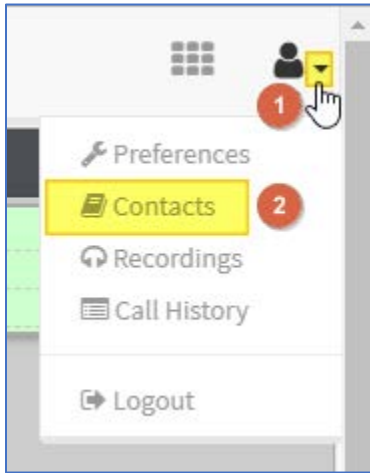 1
Preferences
Contacts 2
Recordings
Call History
Logout